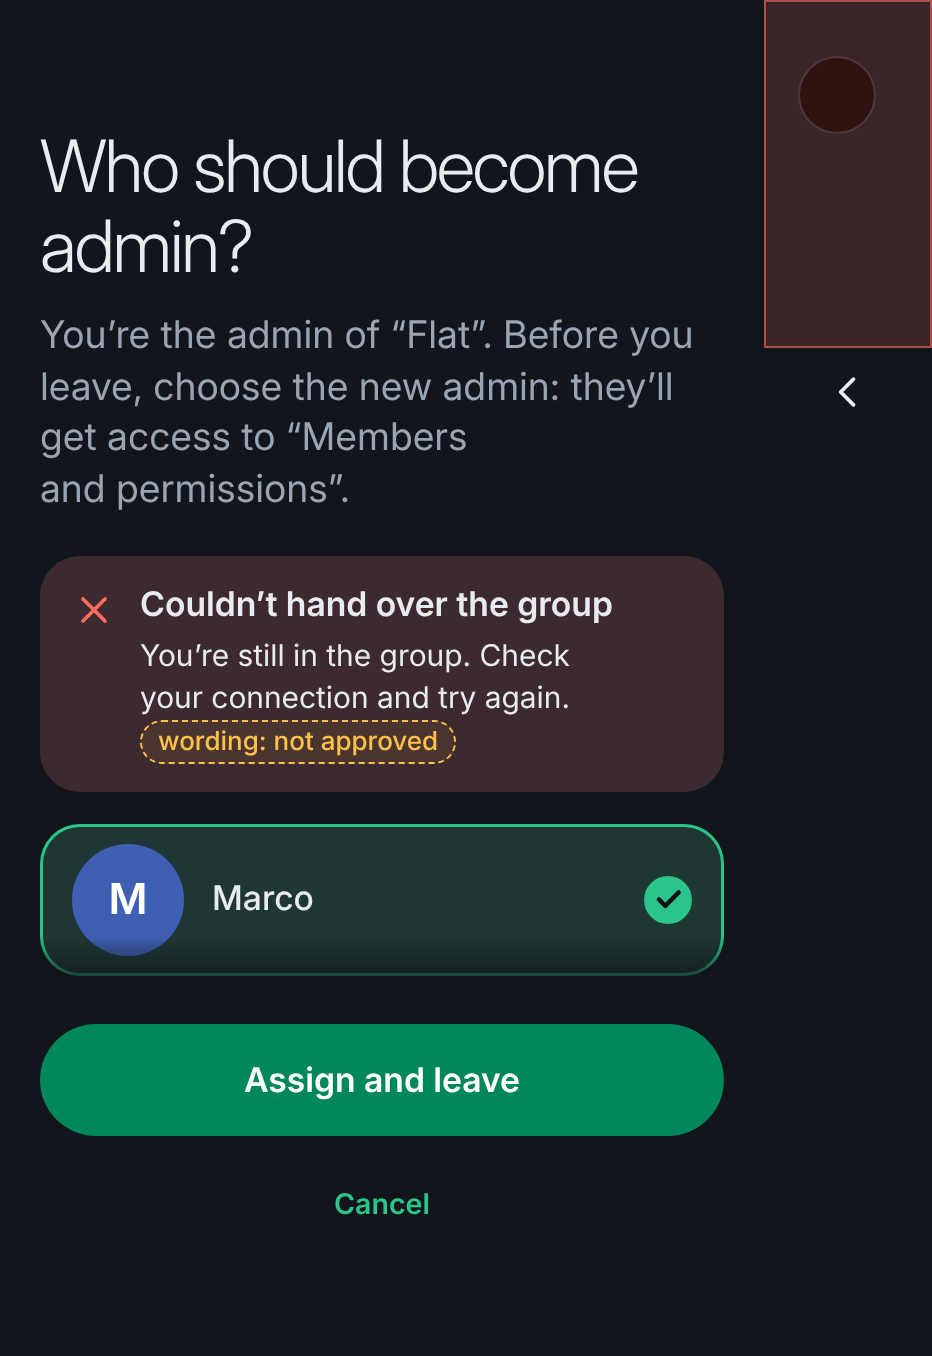 Who should become
admin?
You’re the admin of “Flat”. Before you
leave, choose the new admin: they’ll
get access to “Members
and permissions”.
Couldn’t hand over the group
You’re still in the group. Check
your connection and try again.
wording: not approved
M
Marco
Assign and leave
Cancel